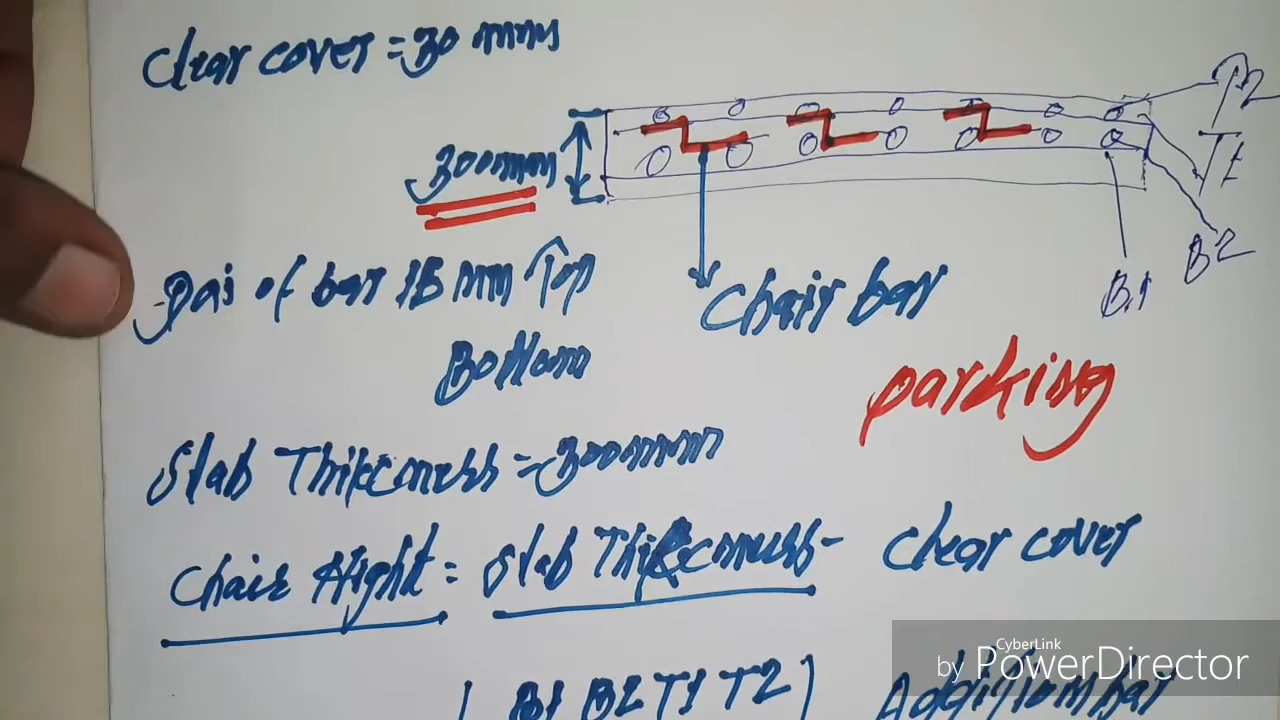 Clear cover = 30 mm
T2
300mm
T1
B2
Dai of bar 16 mm Top
B1
Chair bar
Bottom
parking
Slab Thikcness = 300mm
Chair Hight = Slab Thikcness - Clear cover
CyberLink
by PowerDirector
( B1 B2 T1 T2 )